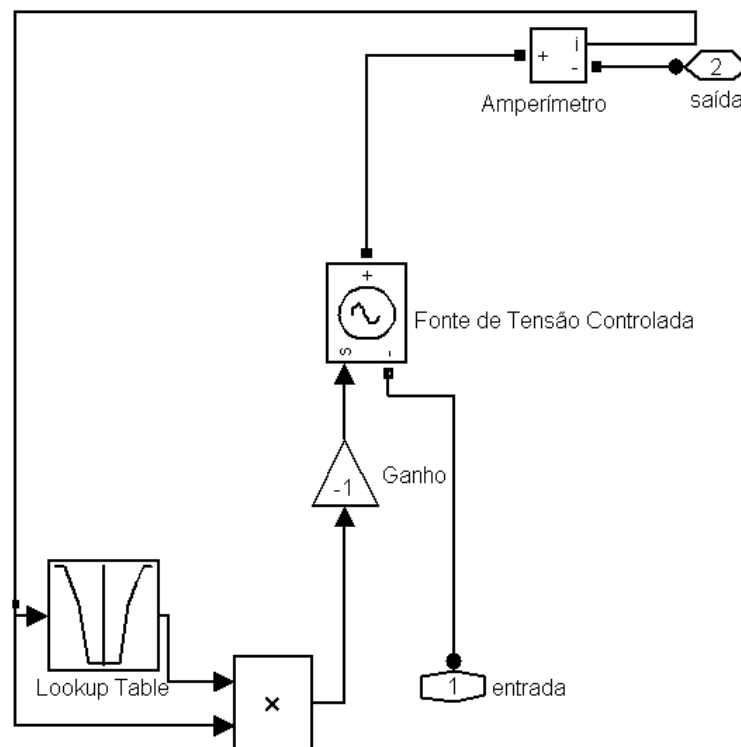 i
+
-
2
Amperímetro
saída
+
Fonte de Tensão Controlada
s
-
-1
Ganho
Lookup Table
×
1
entrada